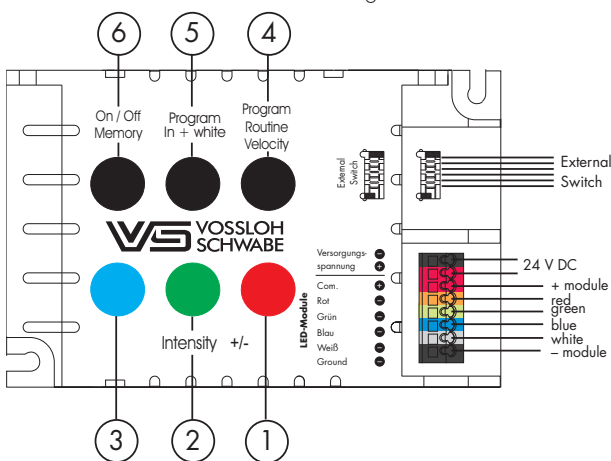 6 5 4
On / Off
Memory
Program
In + white
Program
Routine
Velocity
External
Switch
External
Switch
VS VOSSLOH
SCHWABE
Versorgungs-
spannung
Com.
Rot
Grün
Blau
Weiß
Ground
LED-Module
24 V DC
+ module
red
green
blue
white
– module
Intensity +/-
3 2 1